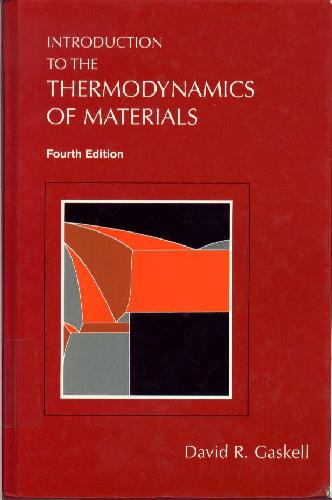 INTRODUCTION
TO THE
THERMODYNAMICS
OF MATERIALS
Fourth Edition
David R. Gaskell